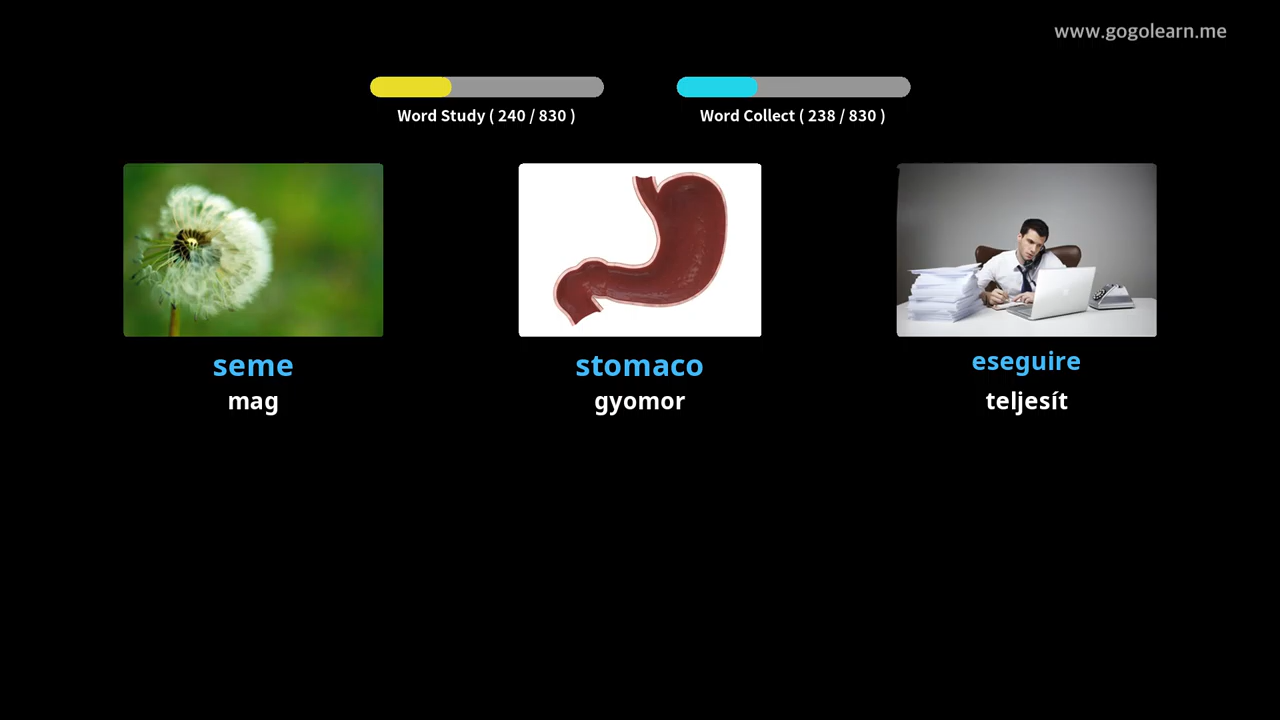 www.gogolearn.me
Word Study ( 240 / 830 )
Word Collect ( 238 / 830 )
seme
mag
stomaco
gyomor
eseguire
teljesít